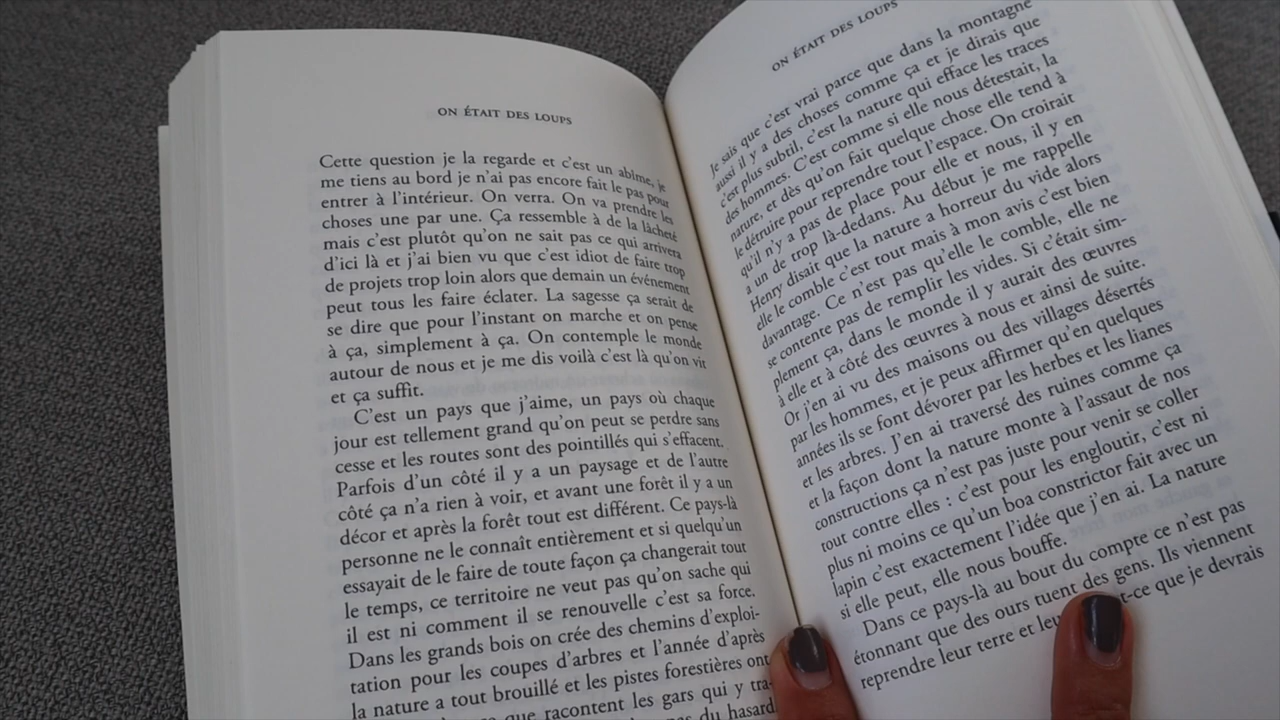 ON ÉTAIT DES LOUPS
Cette question je la regarde et c'est un abîme, je
me tiens au bord je n'ai pas encore fait le pas pour
entrer à l'intérieur. On verra. On va prendre les
choses une par une. Ça ressemble à de la lâcheté
mais c'est plutôt qu'on ne sait pas ce qui arrivera
d'ici là et j'ai bien vu que c'est idiot de faire trop
de projets trop loin alors que demain un événement
peut tous les faire éclater. La sagesse ça serait de
se dire que pour l'instant on marche et on pense
à ça, simplement à ça. On contemple le monde
autour de nous et je me dis voilà c'est là qu'on vit
et ça suffit.
C'est un pays que j'aime, un pays où chaque
jour est tellement grand qu'on peut se perdre sans
cesse et les routes sont des pointillés qui s'effacent.
Parfois d'un côté il y a un paysage et de l'autre
côté ça n'a rien à voir, et avant une forêt il y a un
décor et après la forêt tout est différent. Ce pays-là
personne ne le connaît entièrement et si quelqu'un
essayait de le faire de toute façon ça changerait tout
le temps, ce territoire ne veut pas qu'on sache qui
il est ni comment il se renouvelle c'est sa force.
Dans les grands bois on crée des chemins d'exploi-
tation pour les coupes d'arbres et l'année d'après
la nature a tout brouillé et les pistes forestières ont
que racontent les gars qui y tra-
du hasard
ON ÉTAIT DES LOUPS
Je sais que c'est vrai parce que dans la montagne
aussi il y a des choses comme ça et je dirais que
c'est plus subtil, c'est la nature qui efface les traces
des hommes. C'est comme si elle nous détestait, la
nature, et dès qu'on fait quelque chose elle tend à
le détruire pour reprendre tout l'espace. On croirait
qu'il n'y a pas de place pour elle et nous, il y en
a un de trop là-dedans. Au début je me rappelle
Henry disait que la nature a horreur du vide alors
elle le comble c'est tout mais à mon avis c'est bien
davantage. Ce n'est pas qu'elle le comble, elle ne
se contente pas de remplir les vides. Si c'était sim-
plement ça, dans le monde il y aurait des œuvres
à elle et à côté des œuvres à nous et ainsi de suite.
Or j'en ai vu des maisons ou des villages désertés
par les hommes, et je peux affirmer qu'en quelques
années ils se font dévorer par les herbes et les lianes
et les arbres. J'en ai traversé des ruines comme ça
et la façon dont la nature monte à l'assaut de nos
constructions ça n'est pas juste pour venir se coller
tout contre elles : c'est pour les engloutir, c'est ni
plus ni moins ce qu'un boa constrictor fait avec un
lapin c'est exactement l'idée que j'en ai. La nature
si elle peut, elle nous bouffe.
Dans ce pays-là au bout du compte ce n'est pas
étonnant que des ours tuent des gens. Ils viennent
reprendre leur terre et leur t-ce que je devrais